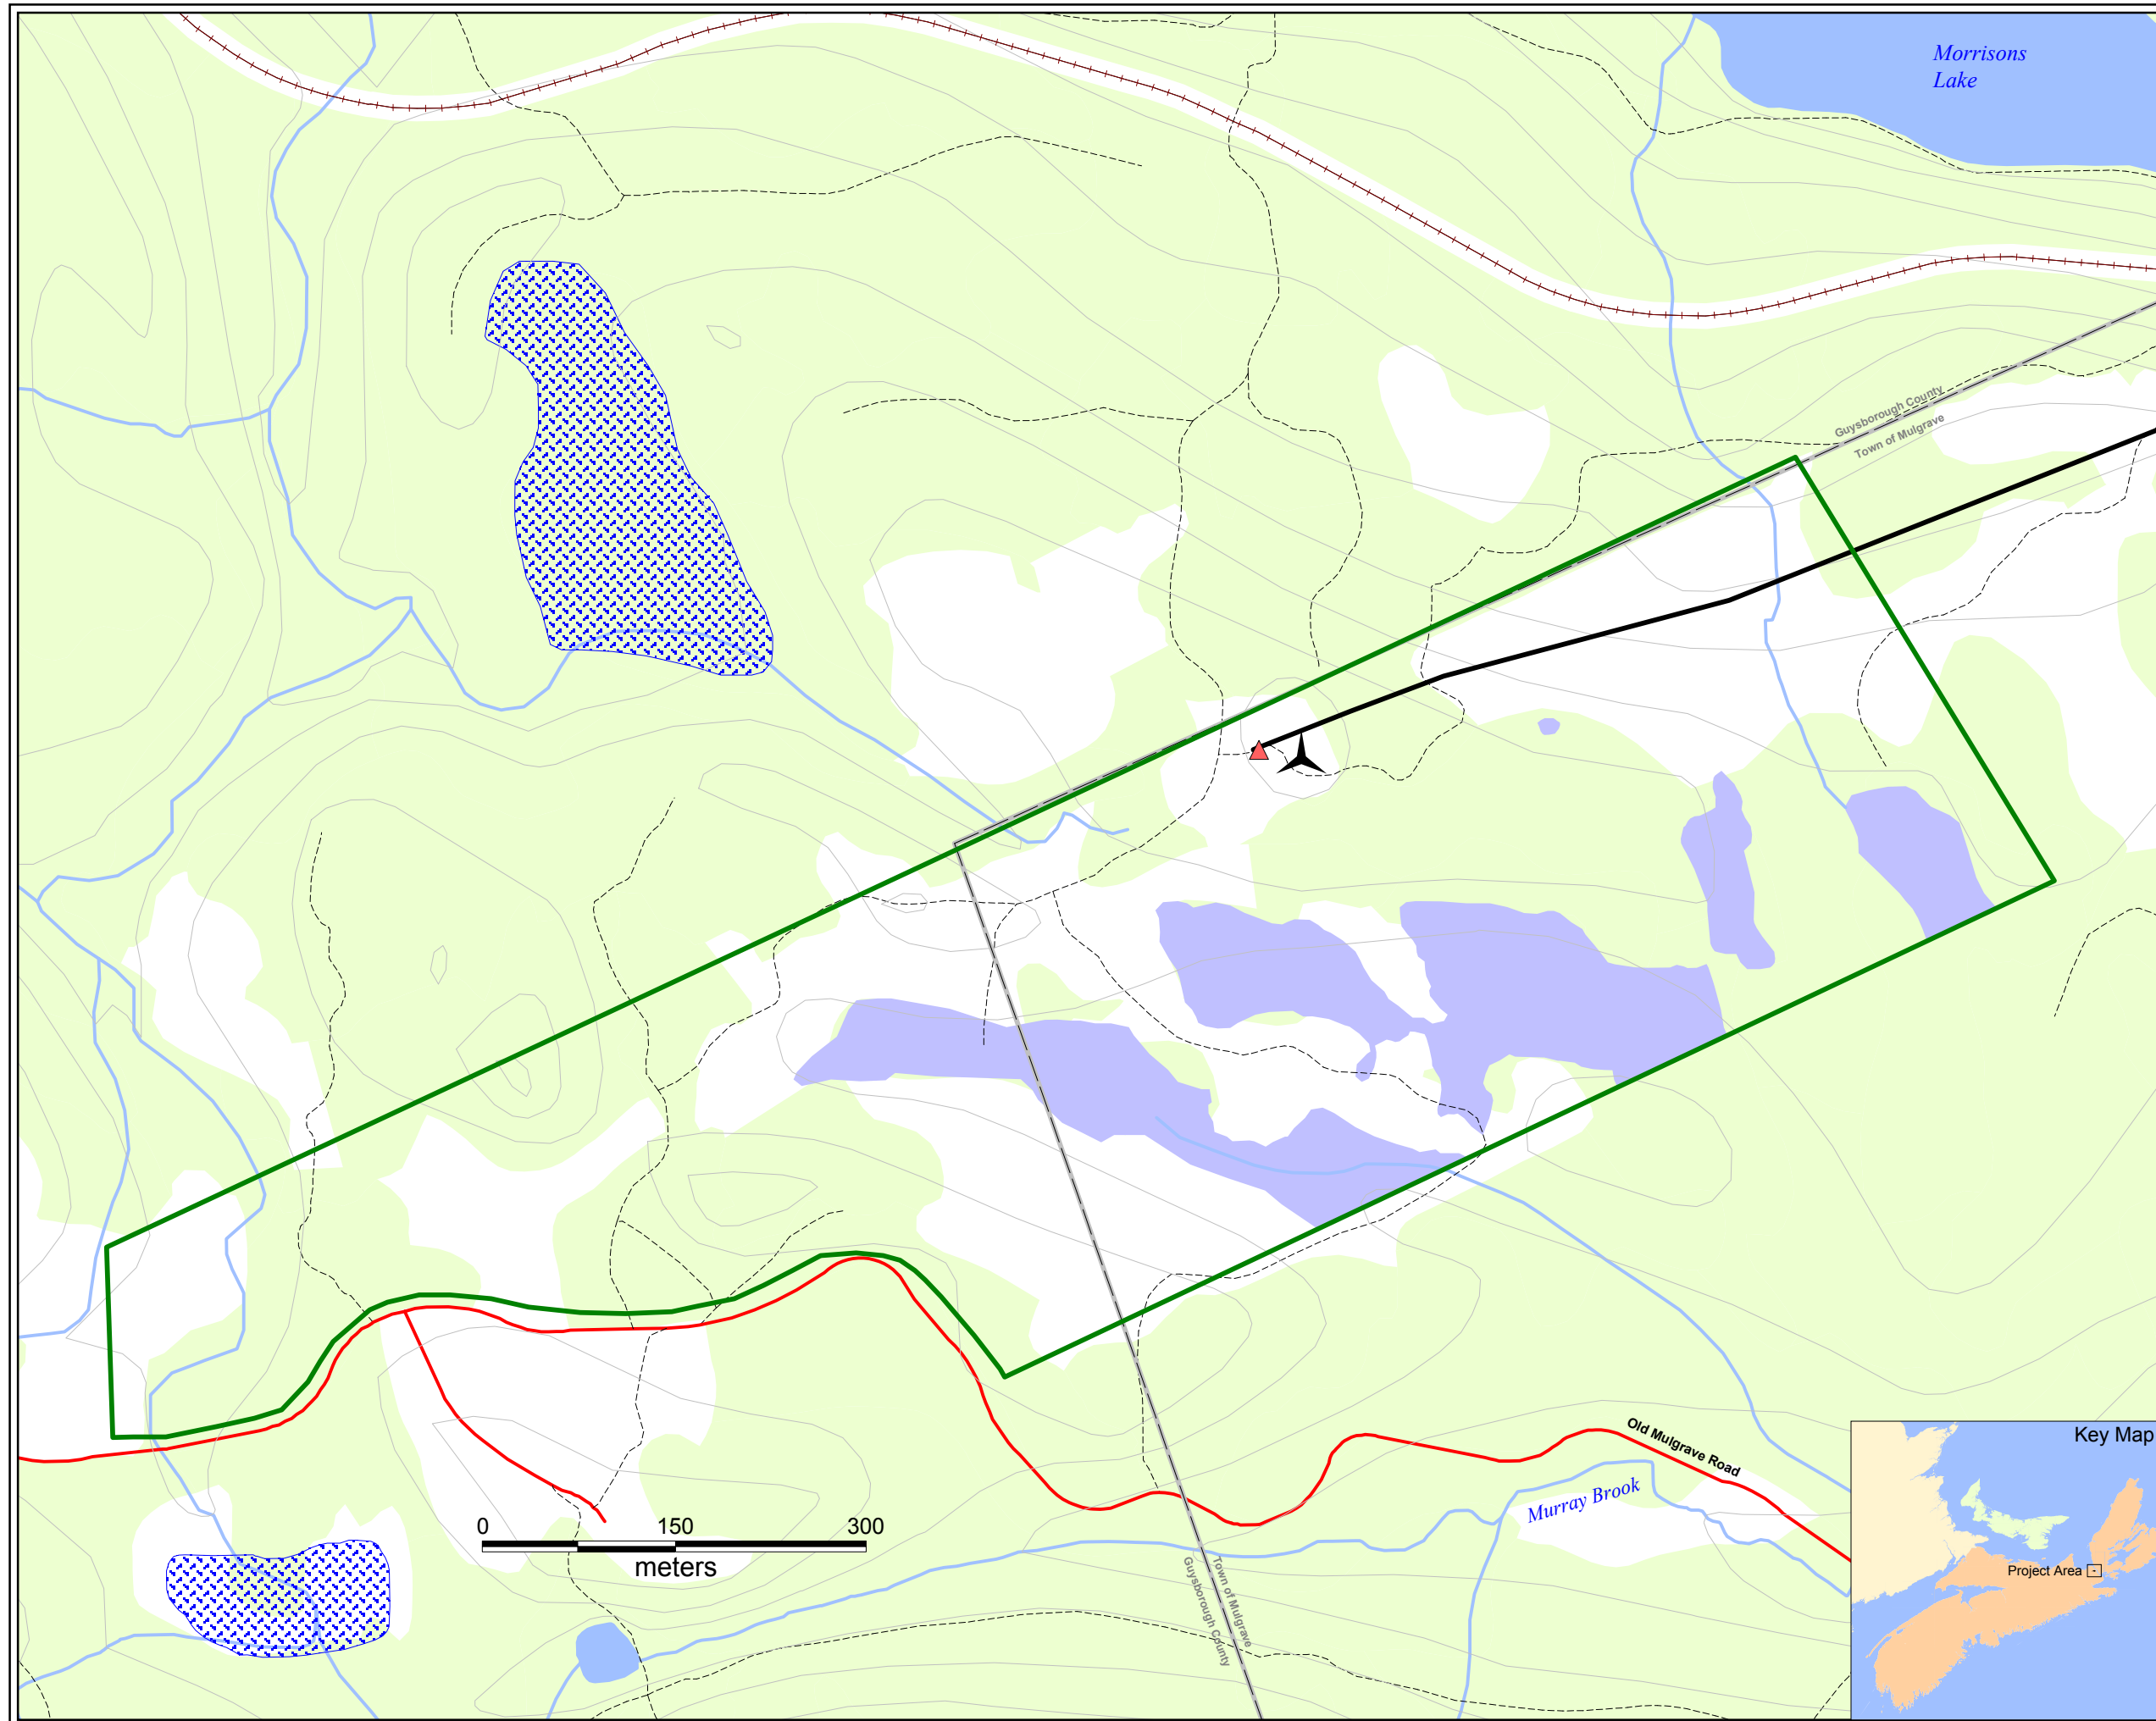 Morrisons
Lake
Guysborough County
Town of Mulgrave
Old Mulgrave Road
Key Map
Murray Brook
0 150 300
meters
Project Area
Town of Mulgrave
Guysborough County